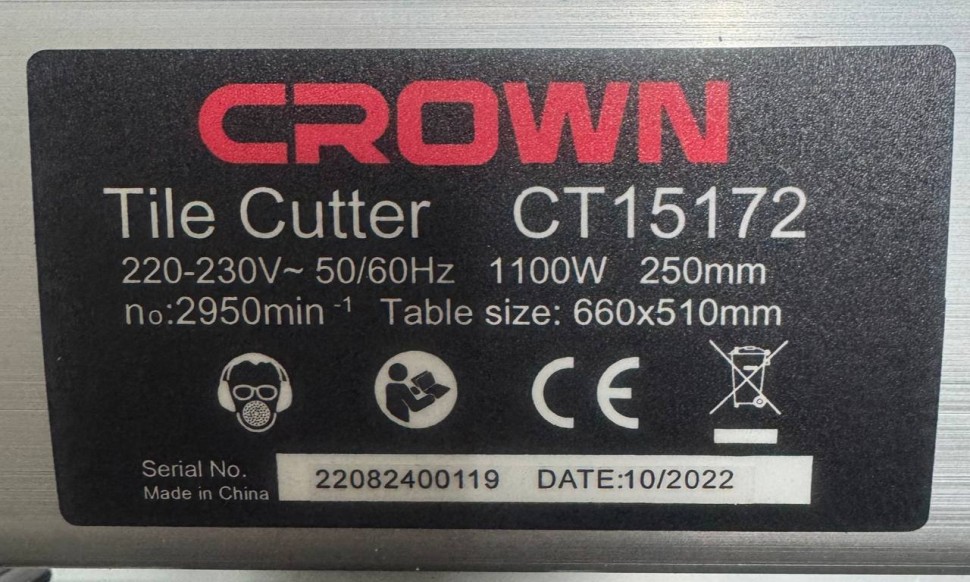 CROWN
Tile Cutter CT15172
220-230V~ 50/60Hz 1100W 250mm
no:2950min⁻¹ Table size: 660x510mm
CE
Serial No. 22082400119 DATE:10/2022
Made in China